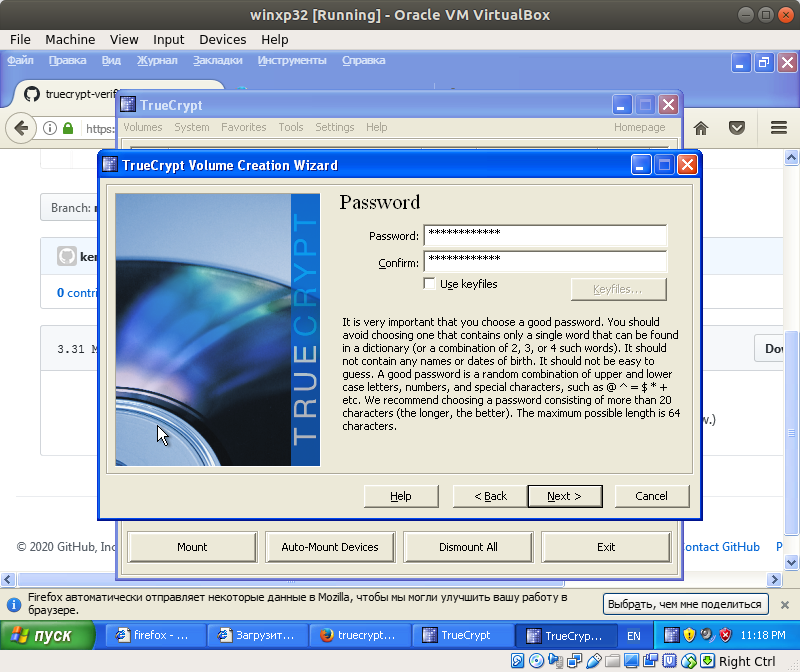 winxp32 [Running] - Oracle VM VirtualBox
File Machine View Input Devices Help
Файл Правка Вид Журнал Закладки Инструменты Справка
truecrypt-verif
TrueCrypt
https:
Volumes System Favorites Tools Settings Help Homepage
TrueCrypt Volume Creation Wizard
Branch:
0 contri
3.31 M
Do
w.)
TRUECRYPT
Password
Password: ************
Confirm: ************
Use keyfiles
Keyfiles...
It is very important that you choose a good password. You should
avoid choosing one that contains only a single word that can be found
in a dictionary (or a combination of 2, 3, or 4 such words). It should
not contain any names or dates of birth. It should not be easy to
guess. A good password is a random combination of upper and lower
case letters, numbers, and special characters, such as @ ^ = $ * +
etc. We recommend choosing a password consisting of more than 20
characters (the longer, the better). The maximum possible length is 64
characters.
Help < Back Next > Cancel
Mount Auto-Mount Devices Dismount All Exit
© 2020 GitHub, Inc
ontact GitHub P
Firefox автоматически отправляет некоторые данные в Mozilla, чтобы мы могли улучшить вашу работу в
браузере.
Выбрать, чем мне поделиться
пуск firefox - ... Загрузит... truecrypt... TrueCrypt TrueCryp... EN 11:18 PM
Right Ctrl